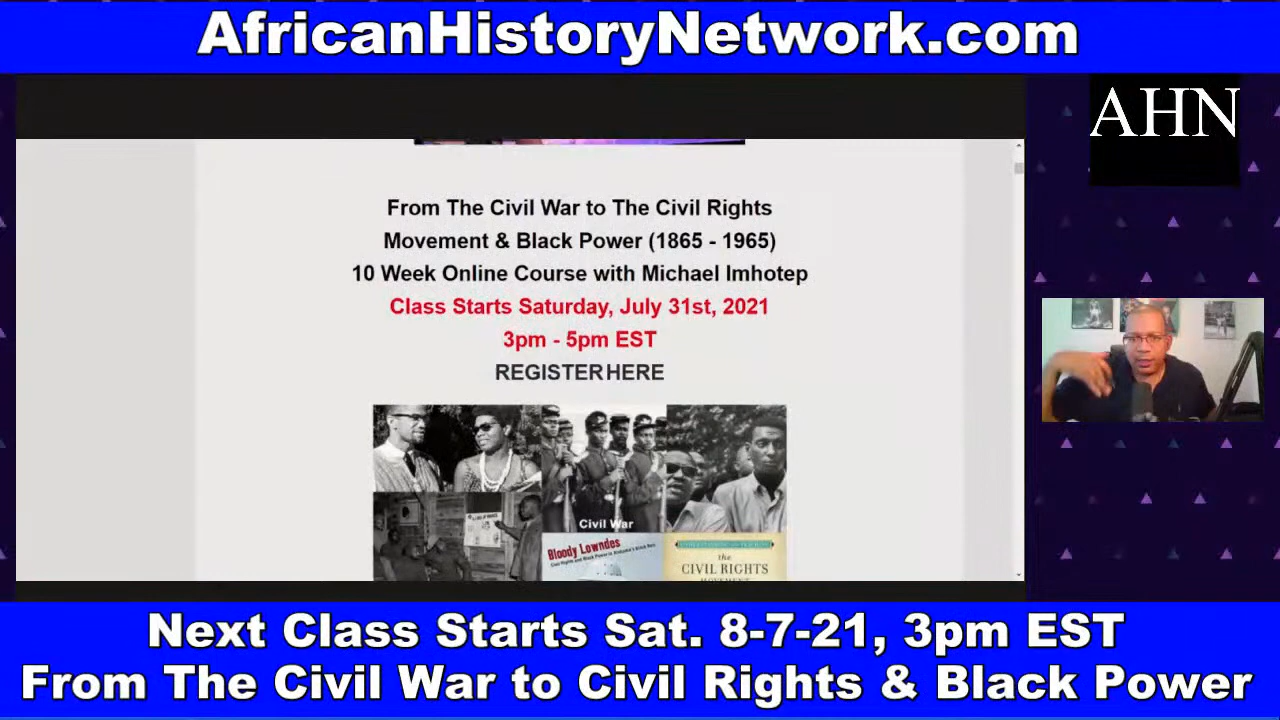 AfricanHistoryNetwork.com
AHN
From The Civil War to The Civil Rights
Movement & Black Power (1865 - 1965)
10 Week Online Course with Michael Imhotep
Class Starts Saturday, July 31st, 2021
3pm - 5pm EST
REGISTER HERE
Civil War
Bloody Lowndes
the
CIVIL RIGHTS
Next Class Starts Sat. 8-7-21, 3pm EST
From The Civil War to Civil Rights & Black Power